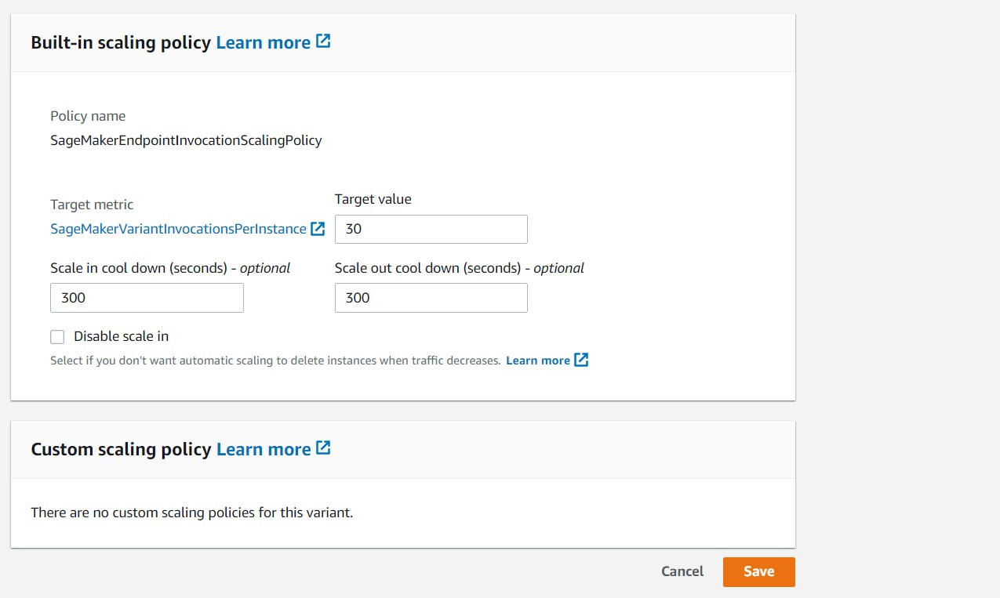 Built-in scaling policy Learn more
Policy name
SageMakerEndpointInvocationScalingPolicy
Target metric
SageMakerVariantInvocationsPerInstance
Target value
30
Scale in cool down (seconds) - optional
300
Scale out cool down (seconds) - optional
300
Disable scale in
Select if you don't want automatic scaling to delete instances when traffic decreases. Learn more
Custom scaling policy Learn more
There are no custom scaling policies for this variant.
Cancel
Save